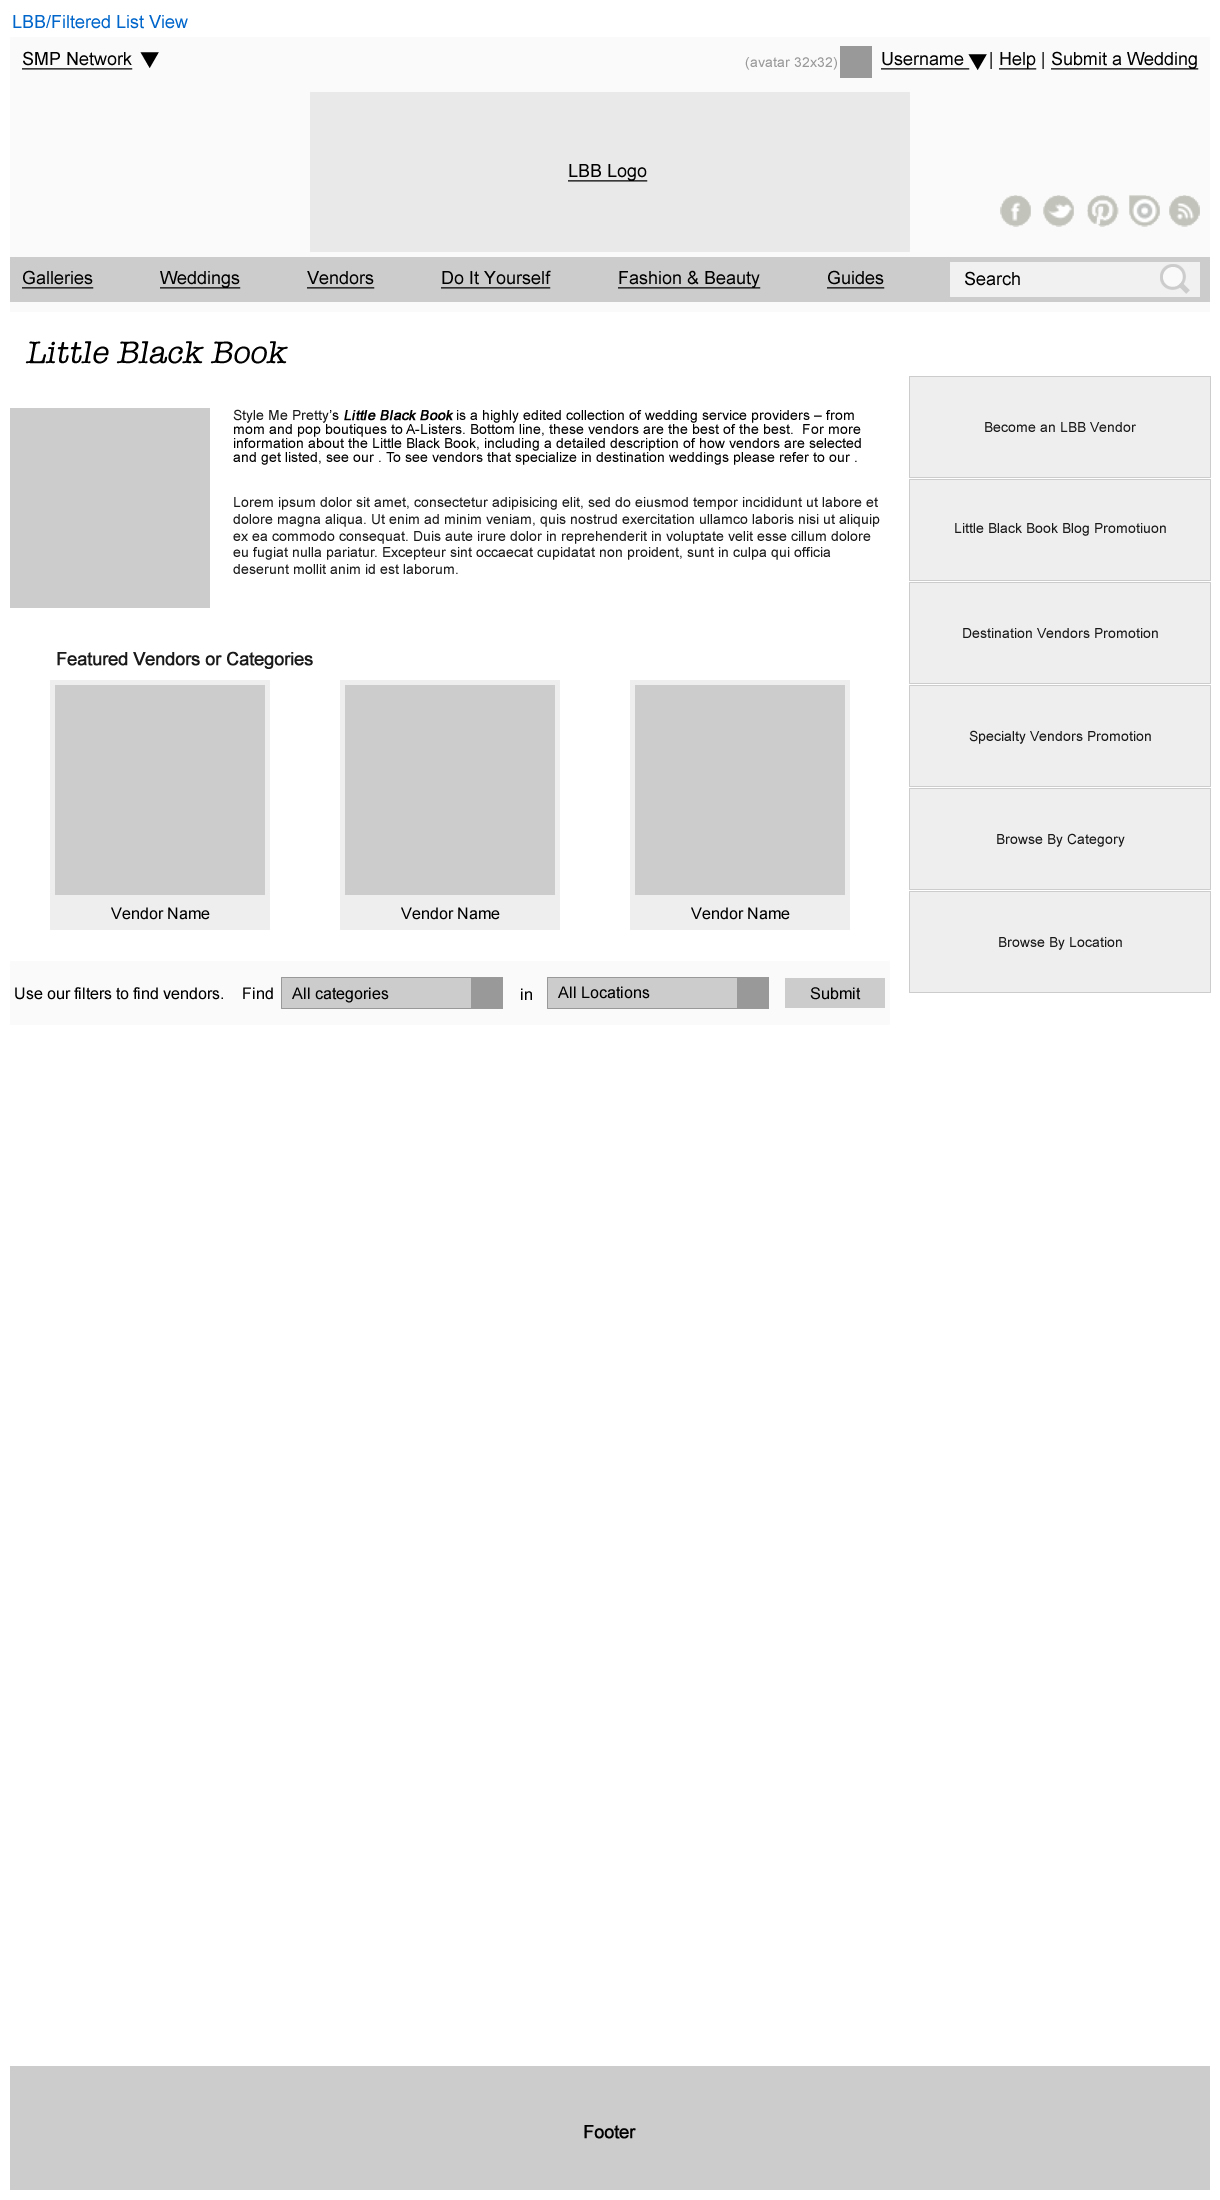 LBB/Filtered List View
SMP Network
(avatar 32x32)
Username | Help | Submit a Wedding
LBB Logo
Galleries Weddings Vendors Do It Yourself Fashion & Beauty Guides Search
Little Black Book
Style Me Pretty’s Little Black Book is a highly edited collection of wedding service providers – from
mom and pop boutiques to A-Listers. Bottom line, these vendors are the best of the best.  For more
information about the Little Black Book, including a detailed description of how vendors are selected
and get listed, see our . To see vendors that specialize in destination weddings please refer to our .
Lorem ipsum dolor sit amet, consectetur adipisicing elit, sed do eiusmod tempor incididunt ut labore et
dolore magna aliqua. Ut enim ad minim veniam, quis nostrud exercitation ullamco laboris nisi ut aliquip
ex ea commodo consequat. Duis aute irure dolor in reprehenderit in voluptate velit esse cillum dolore
eu fugiat nulla pariatur. Excepteur sint occaecat cupidatat non proident, sunt in culpa qui officia
deserunt mollit anim id est laborum.
Featured Vendors or Categories
Vendor Name Vendor Name Vendor Name
Use our filters to find vendors. Find All categories in All Locations Submit
Become an LBB Vendor
Little Black Book Blog Promotiuon
Destination Vendors Promotion
Specialty Vendors Promotion
Browse By Category
Browse By Location
Footer